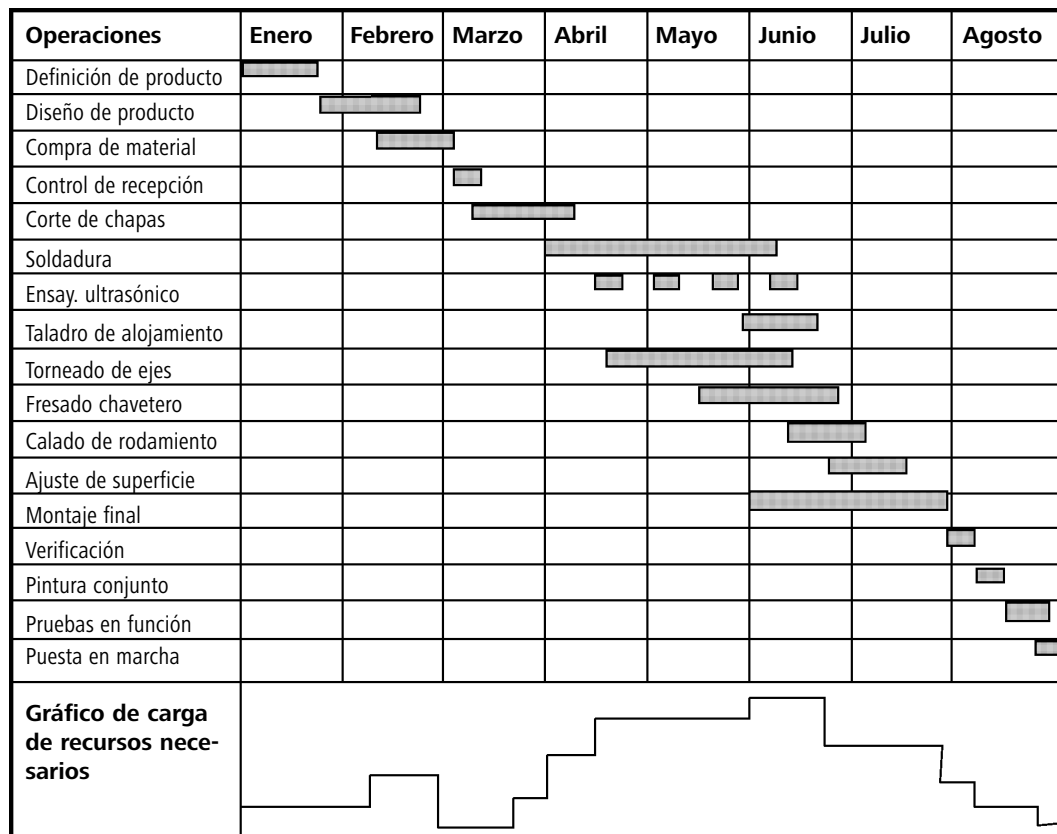 Operaciones Enero Febrero Marzo Abril Mayo Junio Julio Agosto
Definición de producto
Diseño de producto
Compra de material
Control de recepción
Corte de chapas
Soldadura
Ensay. ultrasónico
Taladro de alojamiento
Torneado de ejes
Fresado chavetero
Calado de rodamiento
Ajuste de superficie
Montaje final
Verificación
Pintura conjunto
Pruebas en función
Puesta en marcha
Gráfico de carga
de recursos nece-
sarios